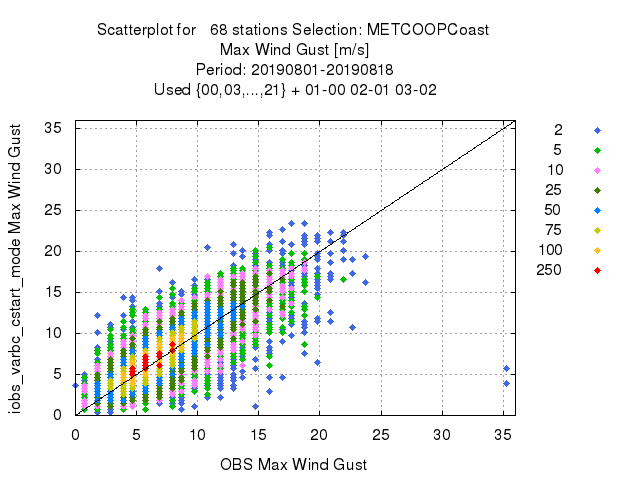 Scatterplot for 68 stations Selection: METCOOPCoast
Max Wind Gust [m/s]
Period: 20190801-20190818
Used {00,03,...,21} + 01-00 02-01 03-02
iobs_varbc_cstart_mode Max Wind Gust
35
30
25
20
15
10
5
0
0 5 10 15 20 25 30 35
OBS Max Wind Gust
2
5
10
25
50
75
100
250